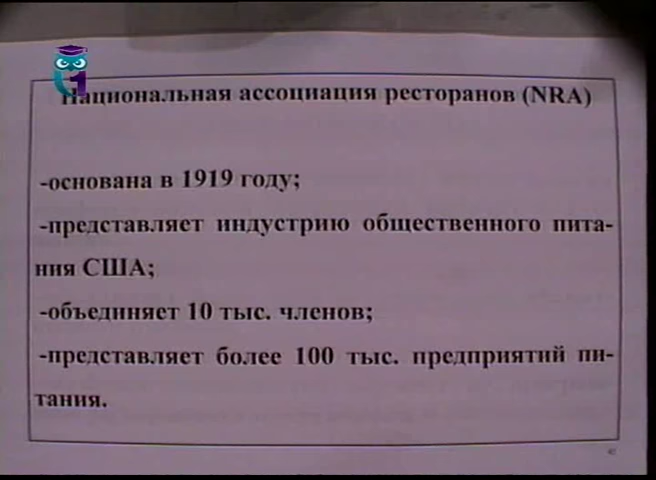 Национальная ассоциация ресторанов (NRA)
-основана в 1919 году;
-представляет индустрию общественного пита-
ния США;
-объединяет 10 тыс. членов;
-представляет более 100 тыс. предприятий пи-
тания.